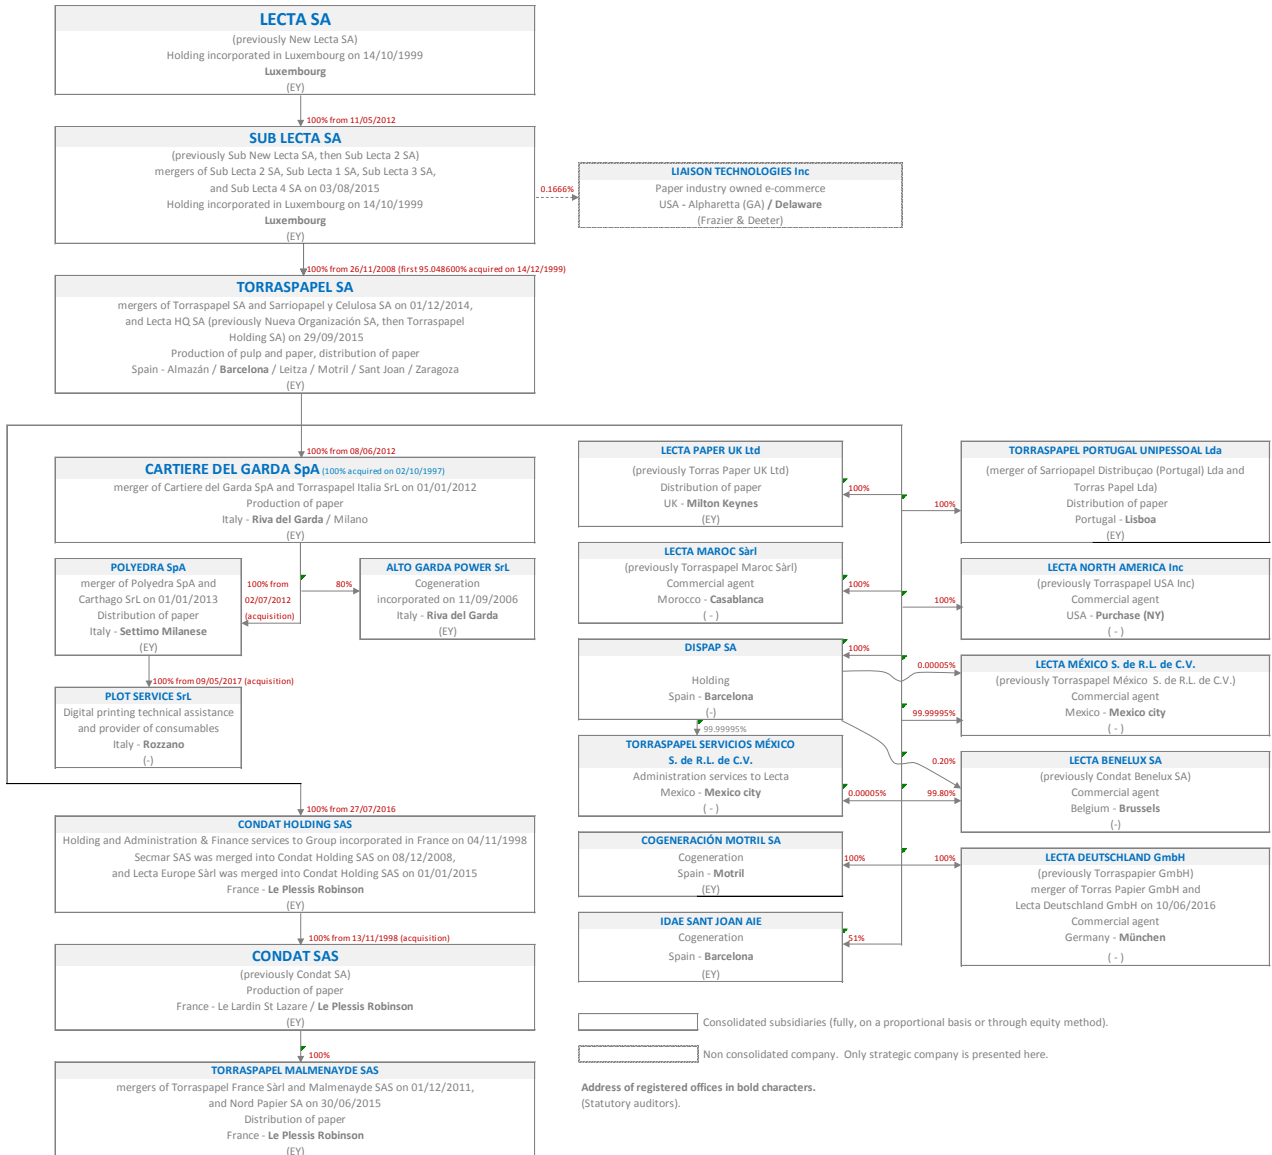 LECTA SA
(previously New Lecta SA)
Holding incorporated in Luxembourg on 14/10/1999
Luxembourg
(EY)
100% from 11/05/2012
SUB LECTA SA
(previously Sub New Lecta SA, then Sub Lecta 2 SA)
mergers of Sub Lecta 2 SA, Sub Lecta 1 SA, Sub Lecta 3 SA,
and Sub Lecta 4 SA on 03/08/2015
Holding incorporated in Luxembourg on 14/10/1999
Luxembourg
(EY)
0.1666%
LIAISON TECHNOLOGIES Inc
Paper industry owned e-commerce
USA - Alpharetta (GA) / Delaware
(Frazier & Deeter)
100% from 26/11/2008 (first 95.048600% acquired on 14/12/1999)
TORRASPAPEL SA
mergers of Torraspapel SA and Sarriopapel y Celulosa SA on 01/12/2014,
and Lecta HQ SA (previously Nueva Organización SA, then Torraspapel
Holding SA) on 29/09/2015
Production of pulp and paper, distribution of paper
Spain - Almazán / Barcelona / Leitza / Motril / Sant Joan / Zaragoza
(EY)
100% from 08/06/2012
CARTIERE DEL GARDA SpA (100% acquired on 02/10/1997)
merger of Cartiere del Garda SpA and Torraspapel Italia SrL on 01/01/2012
Production of paper
Italy - Riva del Garda / Milano
(EY)
POLYEDRA SpA
merger of Polyedra SpA and
Carthago SrL on 01/01/2013
Distribution of paper
Italy - Settimo Milanese
(EY)
100% from
02/07/2012
(acquisition)
80%
ALTO GARDA POWER SrL
Cogeneration
incorporated on 11/09/2006
Italy - Riva del Garda
(EY)
100% from 09/05/2017 (acquisition)
PLOT SERVICE SrL
Digital printing technical assistance
and provider of consumables
Italy - Rozzano
(-)
100% from 27/07/2016
CONDAT HOLDING SAS
Holding and Administration & Finance services to Group incorporated in France on 04/11/1998
Secmar SAS was merged into Condat Holding SAS on 08/12/2008,
and Lecta Europe Sàrl was merged into Condat Holding SAS on 01/01/2015
France - Le Plessis Robinson
(EY)
100% from 13/11/1998 (acquisition)
CONDAT SAS
(previously Condat SA)
Production of paper
France - Le Lardin St Lazare / Le Plessis Robinson
(EY)
100%
TORRASPAPEL MALMENAYDE SAS
mergers of Torraspapel France Sàrl and Malmenayde SAS on 01/12/2011,
and Nord Papier SA on 30/06/2015
Distribution of paper
France - Le Plessis Robinson
(EY)
LECTA PAPER UK Ltd
(previously Torras Paper UK Ltd)
Distribution of paper
UK - Milton Keynes
(EY)
100%
LECTA MAROC Sàrl
(previously Torraspapel Maroc Sàrl)
Commercial agent
Morocco - Casablanca
( - )
100%
DISPAP SA
Holding
Spain - Barcelona
(-)
100%
99.99995%
TORRASPAPEL SERVICIOS MÉXICO
S. de R.L. de C.V.
Administration services to Lecta
Mexico - Mexico city
( - )
0.00005%
COGENERACIÓN MOTRIL SA
Cogeneration
Spain - Motril
(EY)
100%
IDAE SANT JOAN AIE
Cogeneration
Spain - Barcelona
(EY)
51%
100%
TORRASPAPEL PORTUGAL UNIPESSOAL Lda
(merger of Sarriopapel Distribuçao (Portugal) Lda and
Torras Papel Lda)
Distribution of paper
Portugal - Lisboa
(EY)
100%
LECTA NORTH AMERICA Inc
(previously Torraspapel USA Inc)
Commercial agent
USA - Purchase (NY)
( - )
0.00005%
99.99995%
LECTA MÉXICO S. de R.L. de C.V.
(previously Torraspapel México S. de R.L. de C.V.)
Commercial agent
Mexico - Mexico city
( - )
0.20%
99.80%
LECTA BENELUX SA
(previously Condat Benelux SA)
Commercial agent
Belgium - Brussels
(-)
100%
LECTA DEUTSCHLAND GmbH
(previously Torraspapier GmbH)
merger of Torras Papier GmbH and
Lecta Deutschland GmbH on 10/06/2016
Commercial agent
Germany - München
( - )
Consolidated subsidiaries (fully, on a proportional basis or through equity method).
Non consolidated company. Only strategic company is presented here.
Address of registered offices in bold characters.
(Statutory auditors).